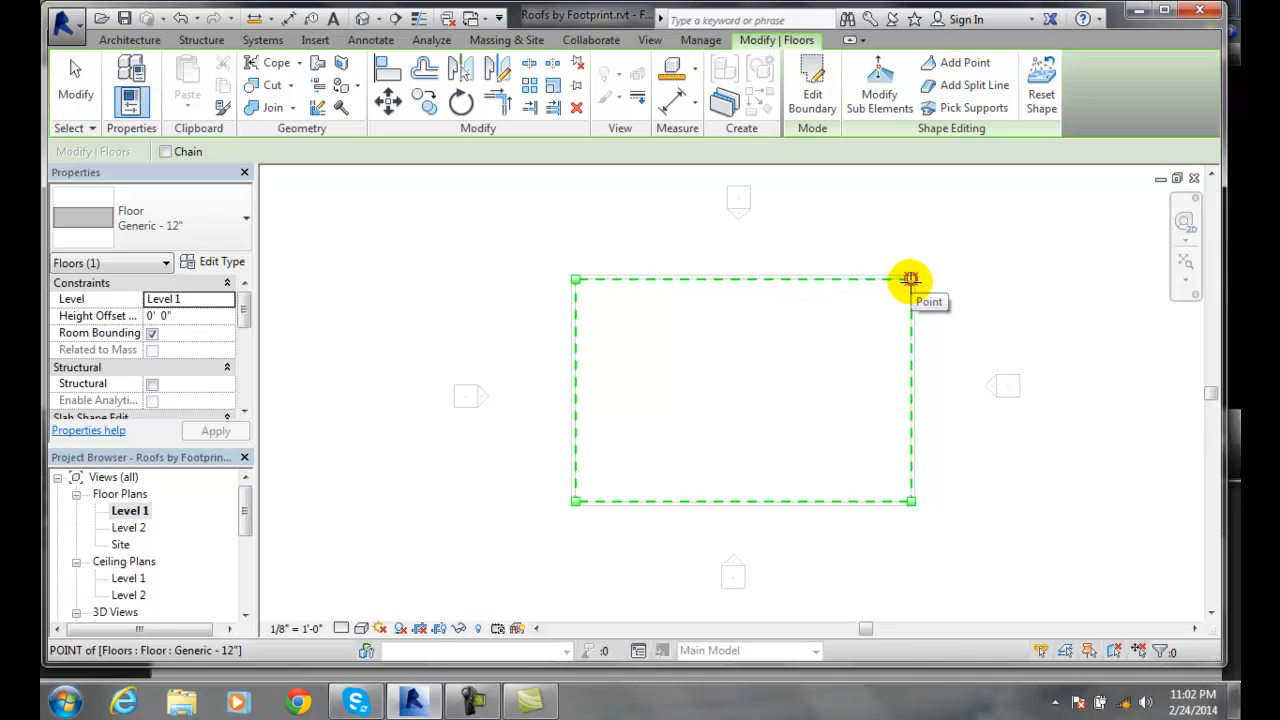 Roofs by Footprint.rvt - F...
Type a keyword or phrase
Sign In
Architecture Structure Systems Insert Annotate Analyze Massing & Site Collaborate View Manage Modify | Floors
Modify
Paste
Cope
Cut
Join
Edit Boundary
Modify Sub Elements
Add Point
Add Split Line
Pick Supports
Reset Shape
Select Properties Clipboard Geometry Modify View Measure Create Mode Shape Editing
Modify | Floors Chain
Properties
Floor
Generic - 12"
Floors (1) Edit Type
Constraints
Level Level 1
Height Offset ... 0' 0"
Room Bounding
Related to Mass
Structural
Structural
Enable Analyti...
Slab Shape Edit
Properties help Apply
Project Browser - Roofs by Footprin...
Views (all)
Floor Plans
Level 1
Level 2
Site
Ceiling Plans
Level 1
Level 2
3D Views
Point
2D
1/8" = 1'-0"
POINT of [Floors : Floor : Generic - 12"]
:0
Main Model
:0
11:02 PM
2/24/2014